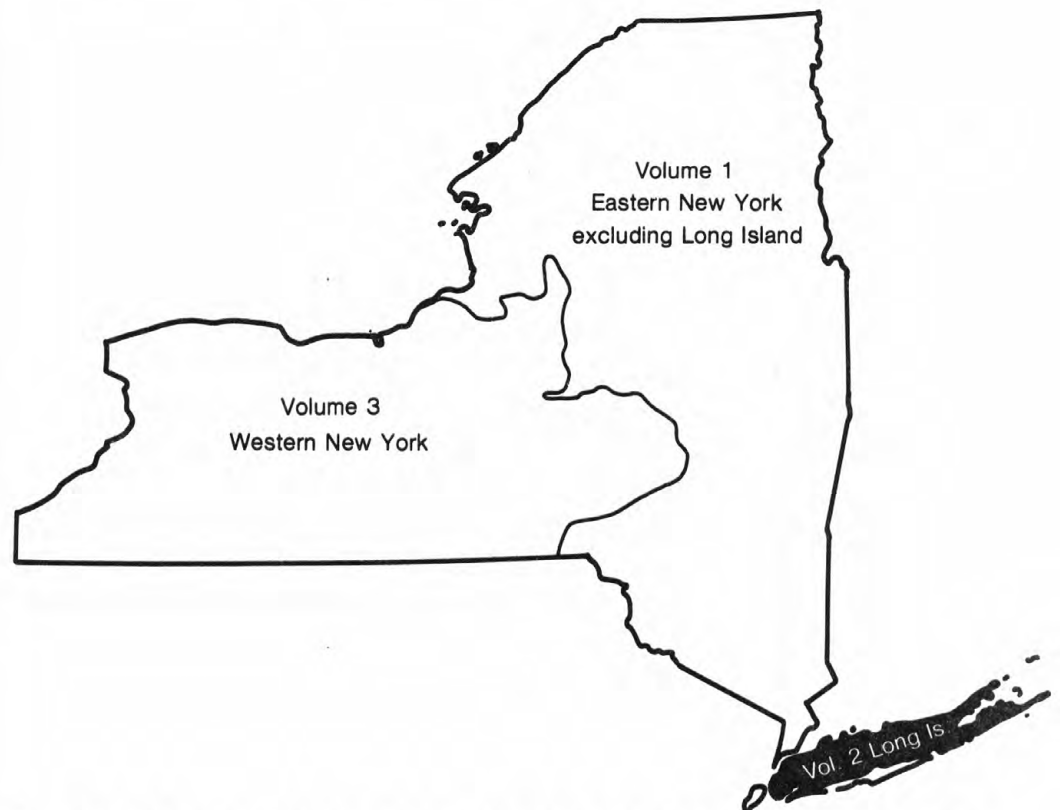 Volume 1
Eastern New York
excluding Long Island
Volume 3
Western New York
Vol. 2 Long Is.